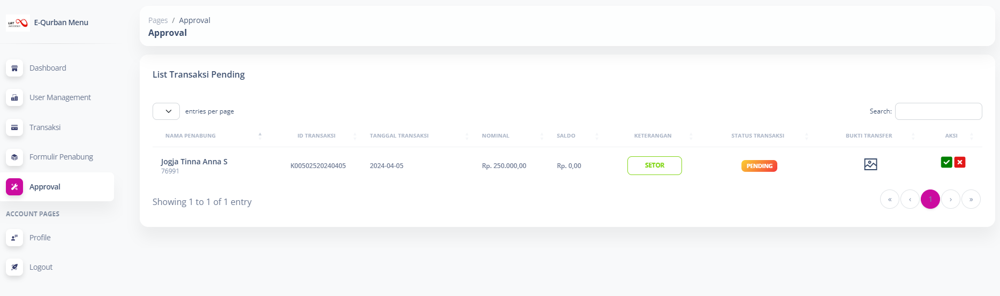 LRT
E-Qurban Menu
Dashboard
User Management
Transaksi
Formulir Penabung
Approval
ACCOUNT PAGES
Profile
Logout
Pages / Approval
Approval
List Transaksi Pending
entries per page
Search:
NAMA PENABUNG ID TRANSAKSI TANGGAL TRANSAKSI NOMINAL SALDO KETERANGAN STATUS TRANSAKSI BUKTI TRANSFER AKSI
Jogja Tinna Anna S
76991
K00502520240405 2024-04-05 Rp. 250.000,00 Rp. 0,00 SETOR PENDING
Showing 1 to 1 of 1 entry
« ‹ 1 › »